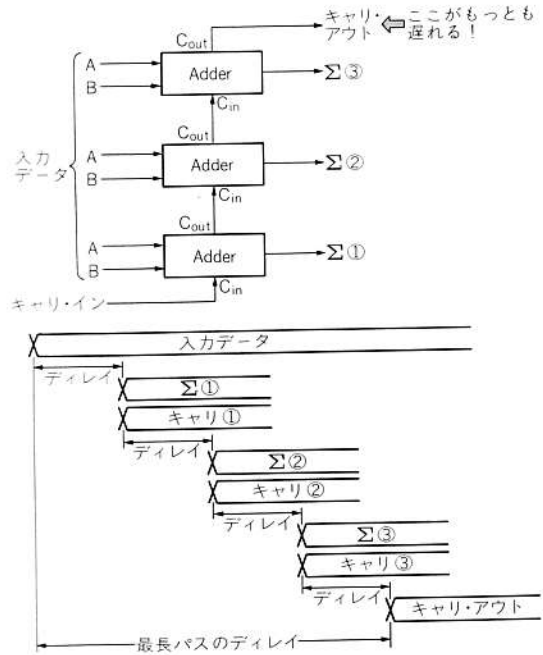 キャリ・
アウト
ここがもっとも
遅れる！
Cout
A
B
Adder
Σ③
Cin
Cout
入力
データ
A
B
Adder
Σ②
Cin
Cout
A
B
Adder
Σ①
Cin
キャリ・イン
入力データ
ディレイ
Σ①
キャリ①
ディレイ
Σ②
キャリ②
ディレイ
Σ③
キャリ③
ディレイ
キャリ・アウト
最長パスのディレイ